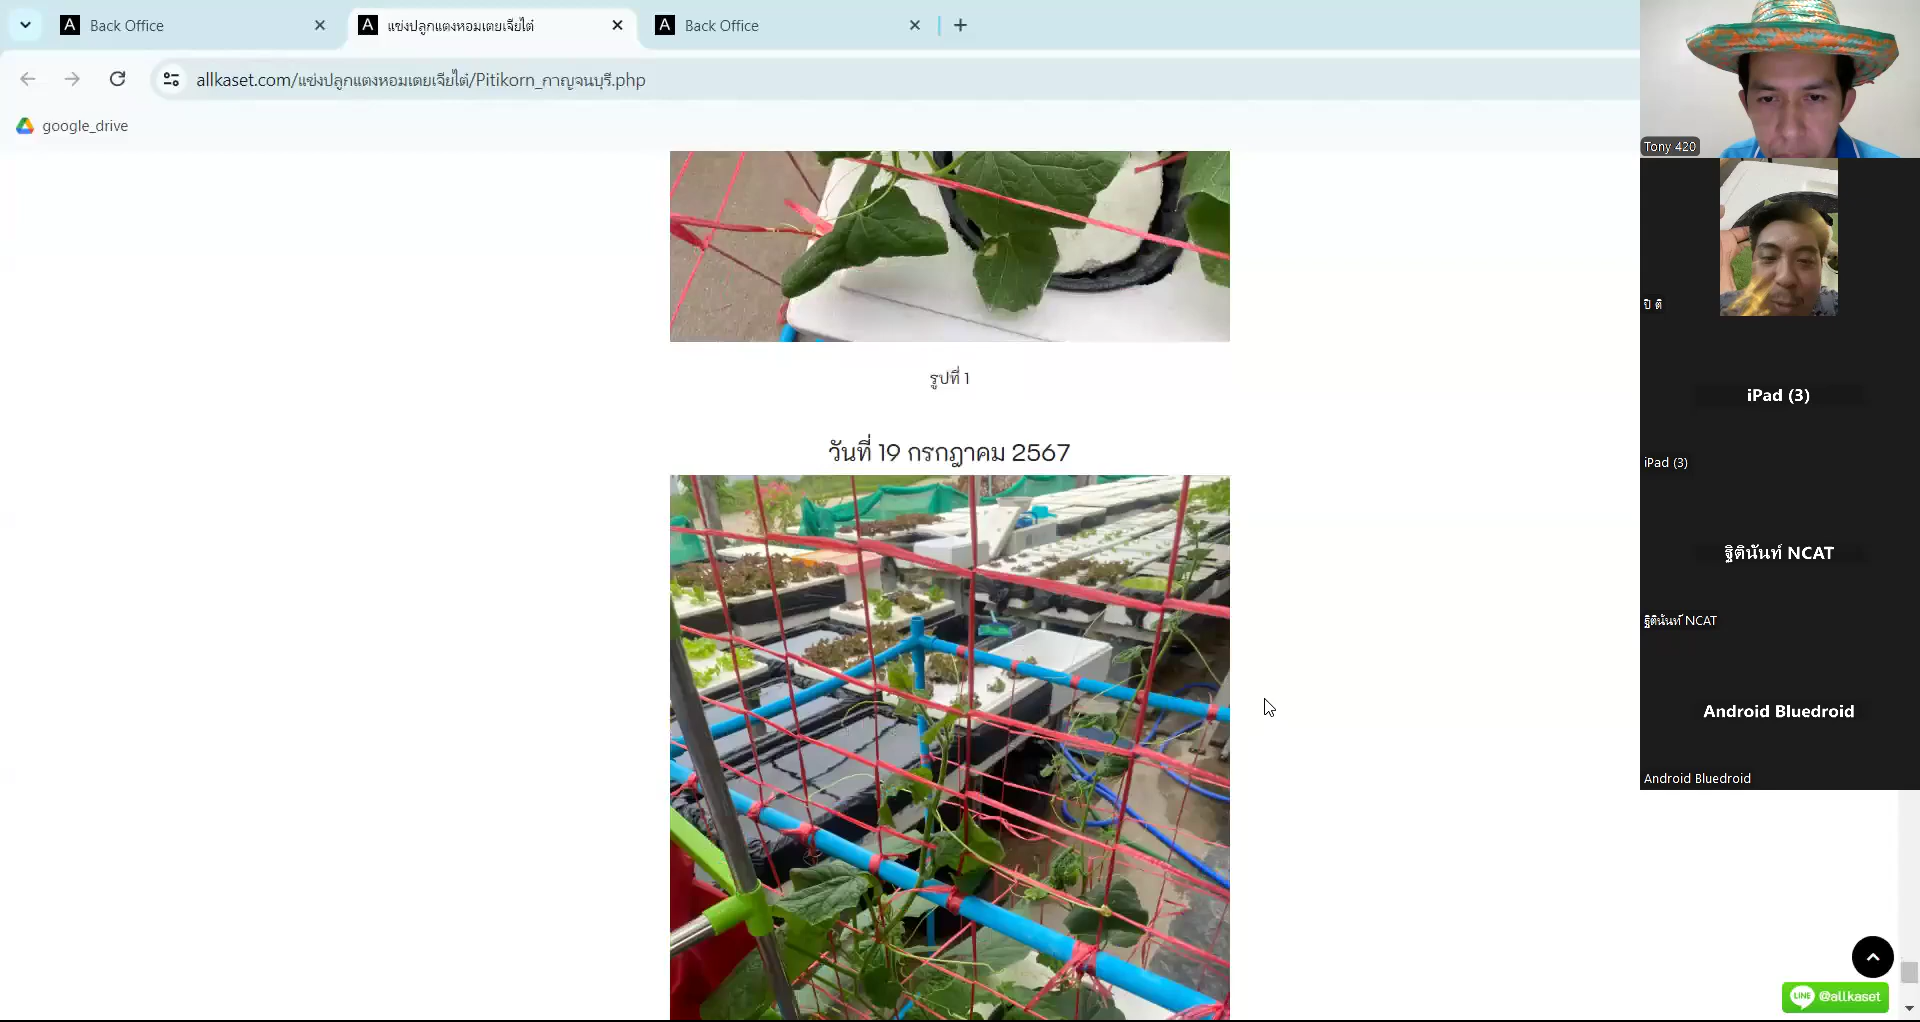 Back Office
แข่งปลูกแตงหอมเตยเจียไต๋
Back Office
allkaset.com/แข่งปลูกแตงหอมเตยเจียไต๋/Pitikorn_กาญจนบุรี.php
google_drive
Tony 420
ปิ ติ
iPad (3)
iPad (3)
ฐิตินันท์ NCAT
ฐิตินันท์ NCAT
Android Bluedroid
Android Bluedroid
รูปที่ 1
วันที่ 19 กรกฎาคม 2567
LINE @allkaset